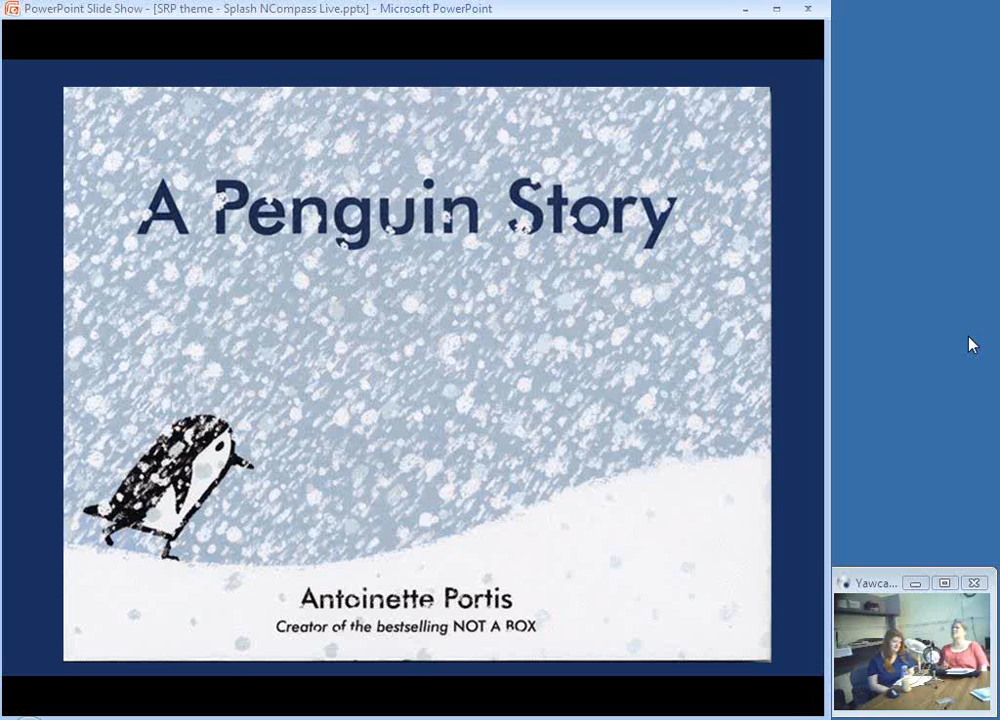 PowerPoint Slide Show - [SRP theme - Splash NCompass Live.pptx] - Microsoft PowerPoint
A Penguin Story
Antoinette Portis
Creator of the bestselling NOT A BOX
Yawca...